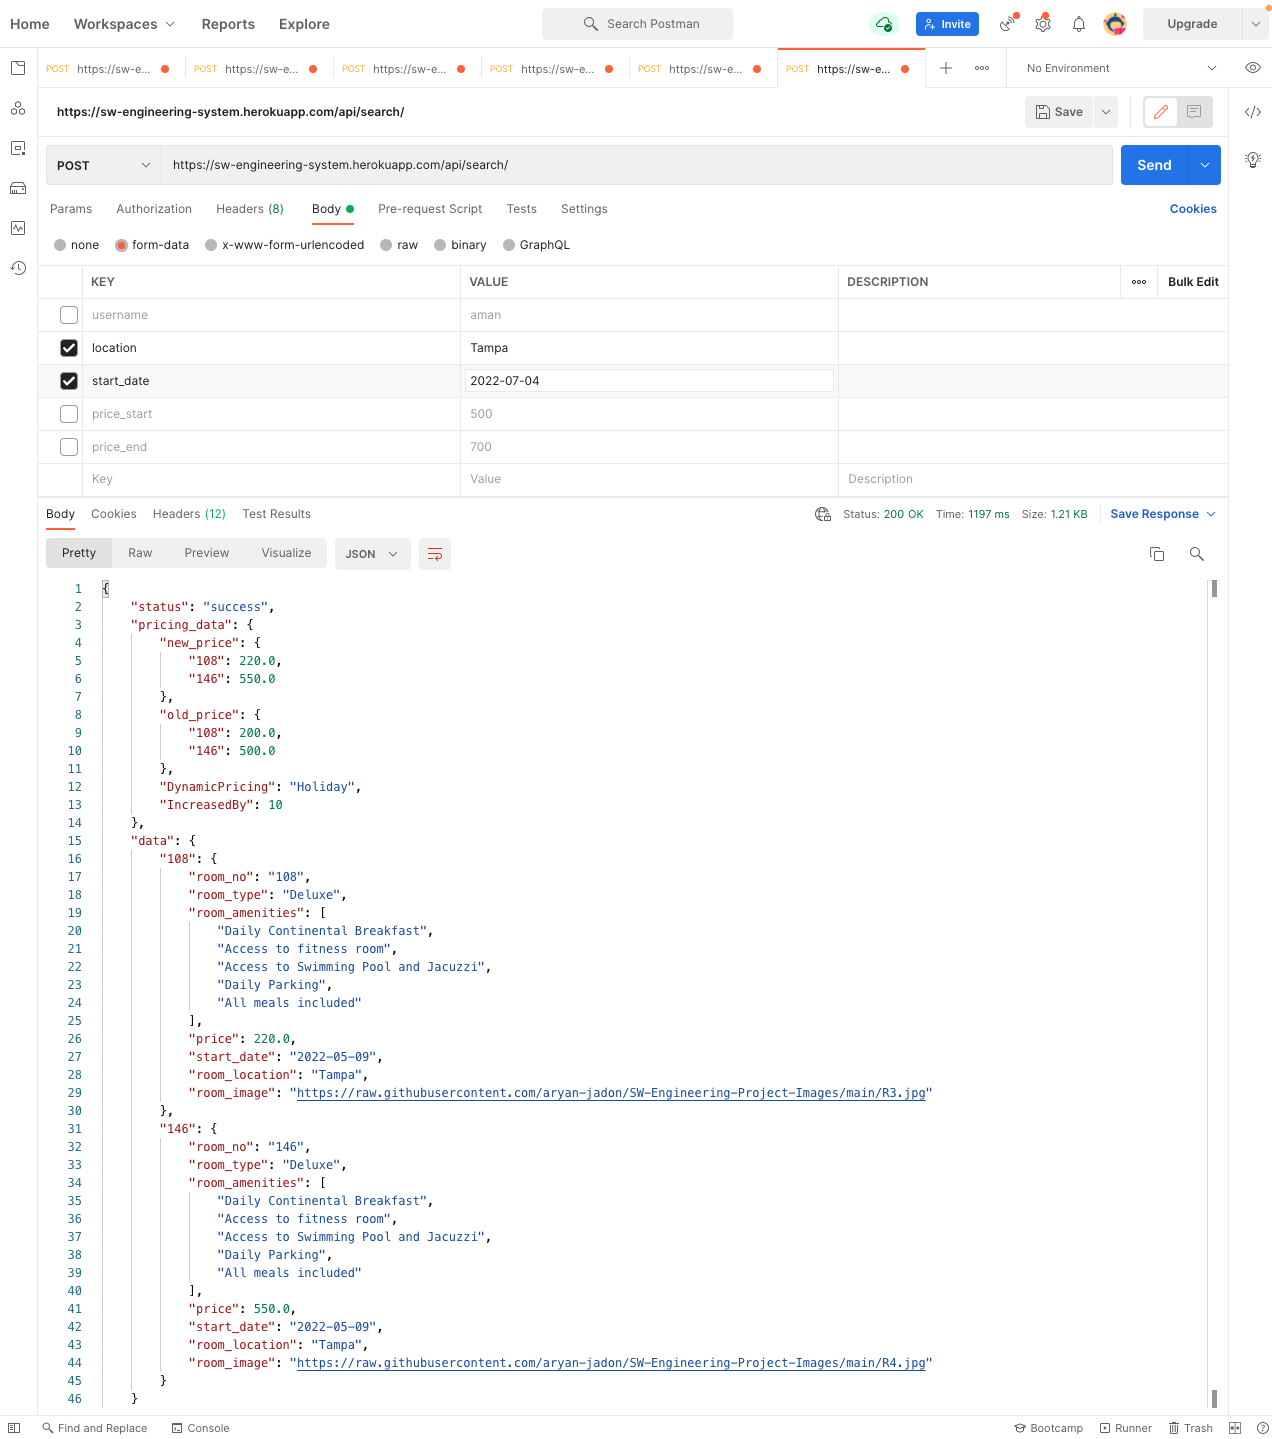 Home Workspaces Reports Explore Search Postman Invite Upgrade
POST https://sw-e... POST https://sw-e... POST https://sw-e... POST https://sw-e... POST https://sw-e... POST https://sw-e... No Environment
https://sw-engineering-system.herokuapp.com/api/search/ Save
POST https://sw-engineering-system.herokuapp.com/api/search/ Send
Params Authorization Headers (8) Body Pre-request Script Tests Settings Cookies
none form-data x-www-form-urlencoded raw binary GraphQL
KEY VALUE DESCRIPTION Bulk Edit
username aman
location Tampa
start_date 2022-07-04
price_start 500
price_end 700
Key Value Description
Body Cookies Headers (12) Test Results Status: 200 OK Time: 1197 ms Size: 1.21 KB Save Response
Pretty Raw Preview Visualize JSON
1 {
2 "status": "success",
3 "pricing_data": {
4 "new_price": {
5 "108": 220.0,
6 "146": 550.0
7 },
8 "old_price": {
9 "108": 200.0,
10 "146": 500.0
11 },
12 "DynamicPricing": "Holiday",
13 "IncreasedBy": 10
14 },
15 "data": {
16 "108": {
17 "room_no": "108",
18 "room_type": "Deluxe",
19 "room_amenities": [
20 "Daily Continental Breakfast",
21 "Access to fitness room",
22 "Access to Swimming Pool and Jacuzzi",
23 "Daily Parking",
24 "All meals included"
25 ],
26 "price": 220.0,
27 "start_date": "2022-05-09",
28 "room_location": "Tampa",
29 "room_image": "https://raw.githubusercontent.com/aryan-jadon/SW-Engineering-Project-Images/main/R3.jpg"
30 },
31 "146": {
32 "room_no": "146",
33 "room_type": "Deluxe",
34 "room_amenities": [
35 "Daily Continental Breakfast",
36 "Access to fitness room",
37 "Access to Swimming Pool and Jacuzzi",
38 "Daily Parking",
39 "All meals included"
40 ],
41 "price": 550.0,
42 "start_date": "2022-05-09",
43 "room_location": "Tampa",
44 "room_image": "https://raw.githubusercontent.com/aryan-jadon/SW-Engineering-Project-Images/main/R4.jpg"
45 }
46 }
Find and Replace Console Bootcamp Runner Trash